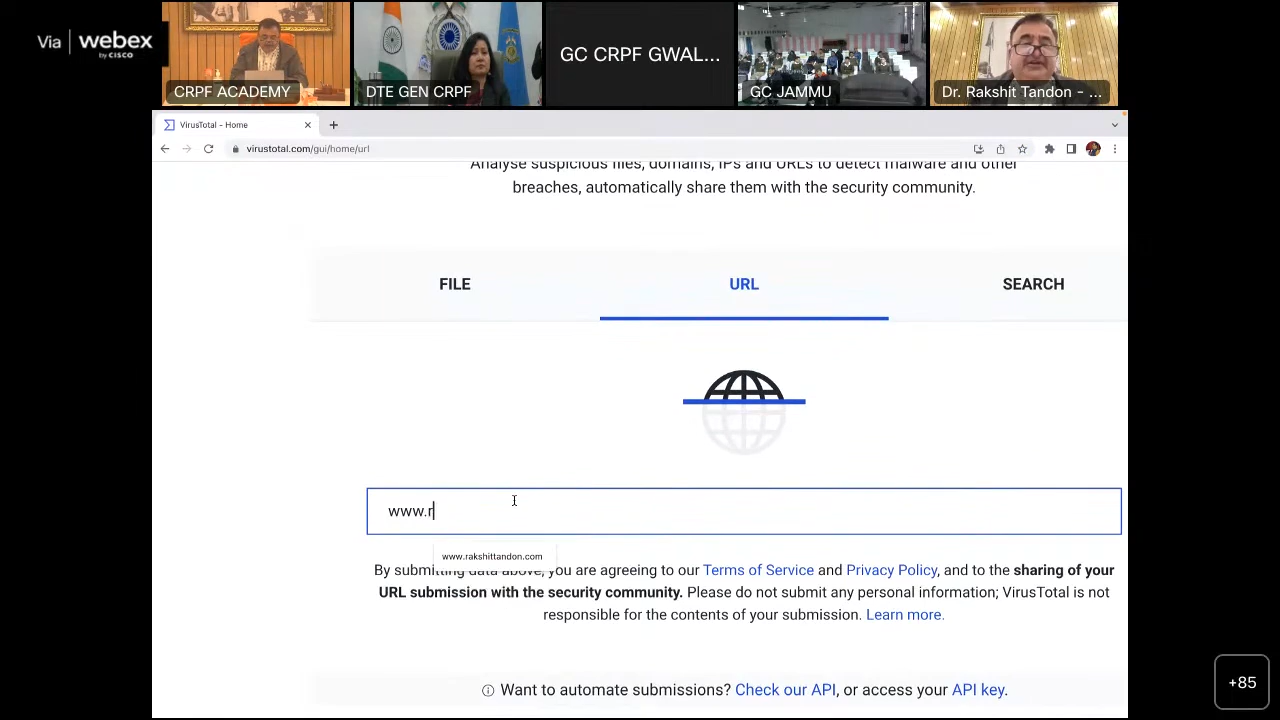 Via | webex
by CISCO
CRPF ACADEMY
DTE GEN CRPF
GC CRPF GWAL...
GC JAMMU
Dr. Rakshit Tandon - ...
VirusTotal - Home
virustotal.com/gui/home/url
Analyse suspicious files, domains, IPs and URLs to detect malware and other
breaches, automatically share them with the security community.
FILE
URL
SEARCH
www.r
www.rakshittandon.com
By submitting data above, you are agreeing to our Terms of Service and Privacy Policy, and to the sharing of your
URL submission with the security community. Please do not submit any personal information; VirusTotal is not
responsible for the contents of your submission. Learn more.
Want to automate submissions? Check our API, or access your API key.
+85